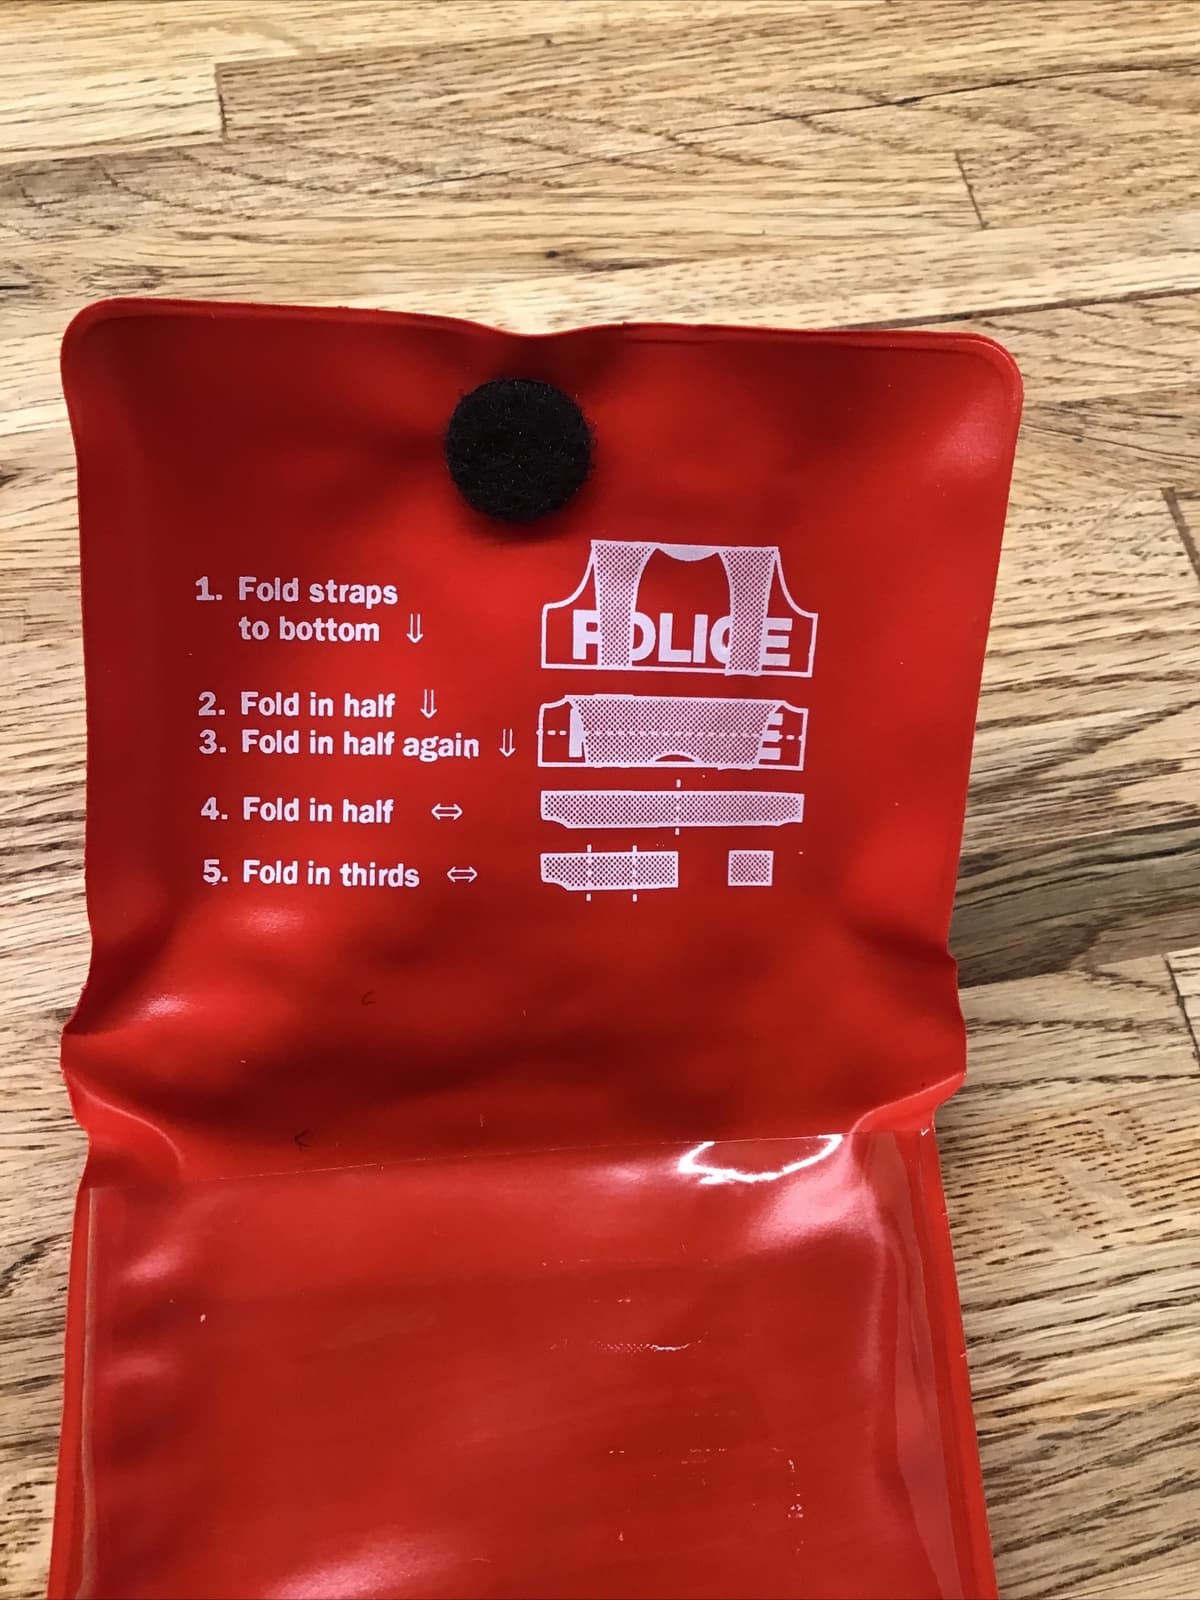 1. Fold straps
to bottom ⇓
POLICE
2. Fold in half ⇓
3. Fold in half again ⇓
4. Fold in half ⇔
5. Fold in thirds ⇔